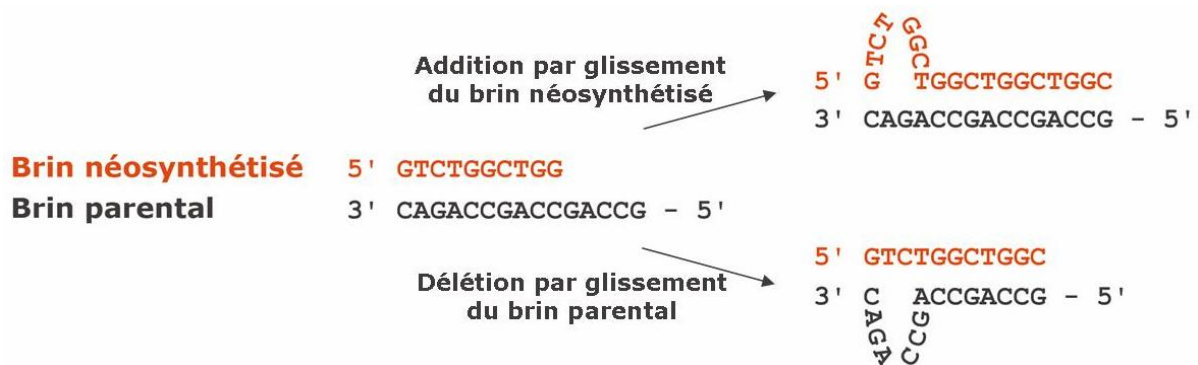 Addition par glissement
du brin néosynthétisé
TCT GGC
5' G TGGCTGGCTGGC
3' CAGACCGACCGACCG - 5'
Brin néosynthétisé 5' GTCTGGCTGG
Brin parental 3' CAGACCGACCGACCG - 5'
Délétion par glissement
du brin parental
5' GTCTGGCTGGC
3' C ACCGACCG - 5'
AGA CCG